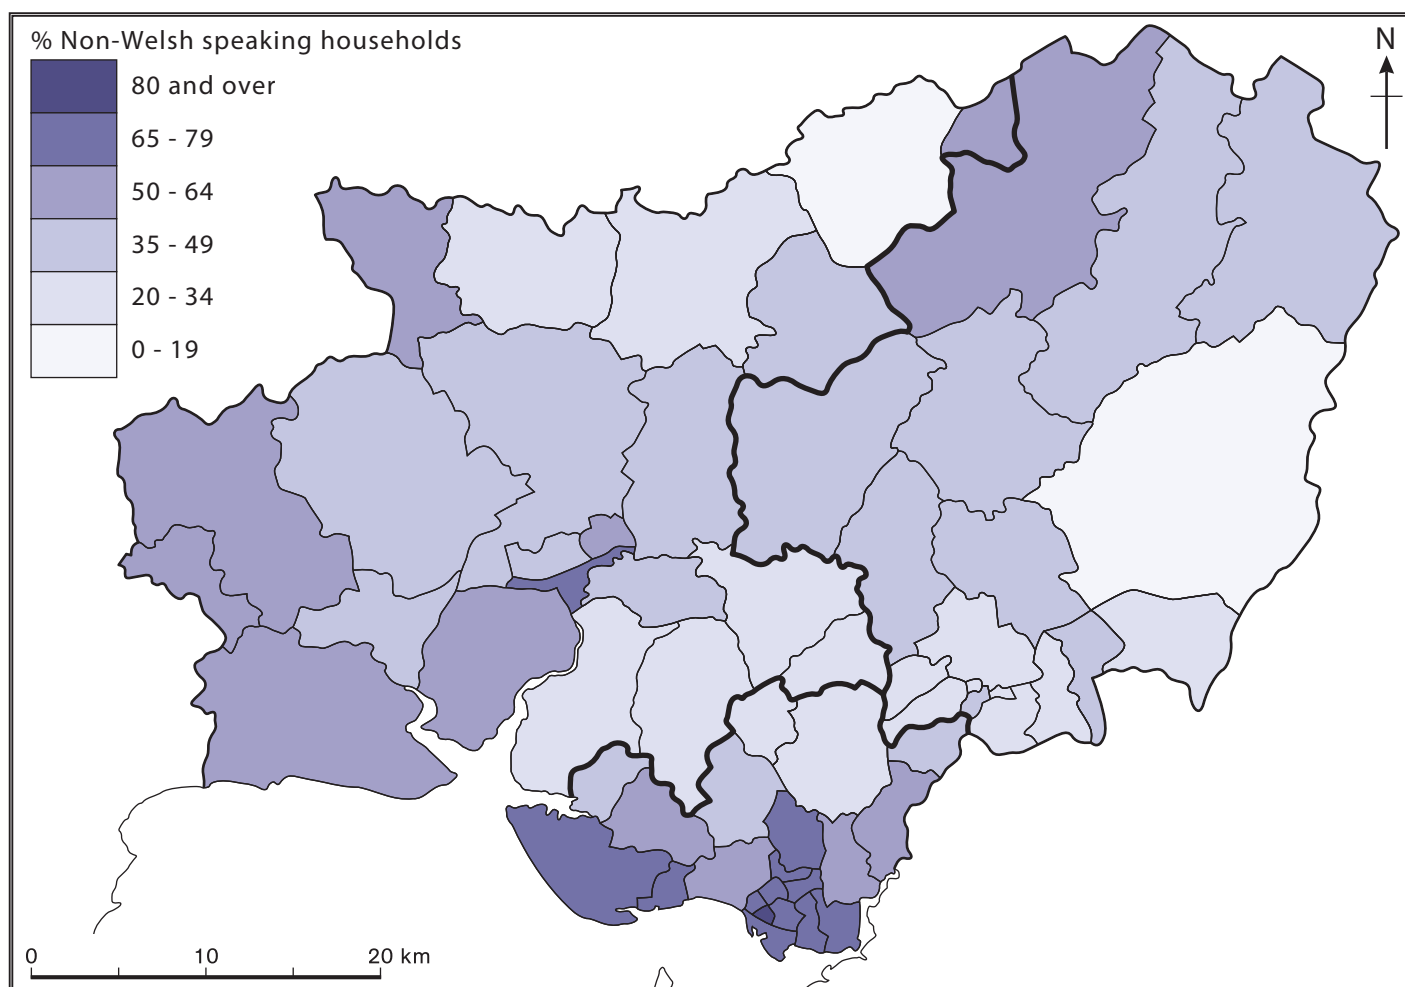 % Non-Welsh speaking households
80 and over
65 - 79
50 - 64
35 - 49
20 - 34
0 - 19
N
0 10 20 km